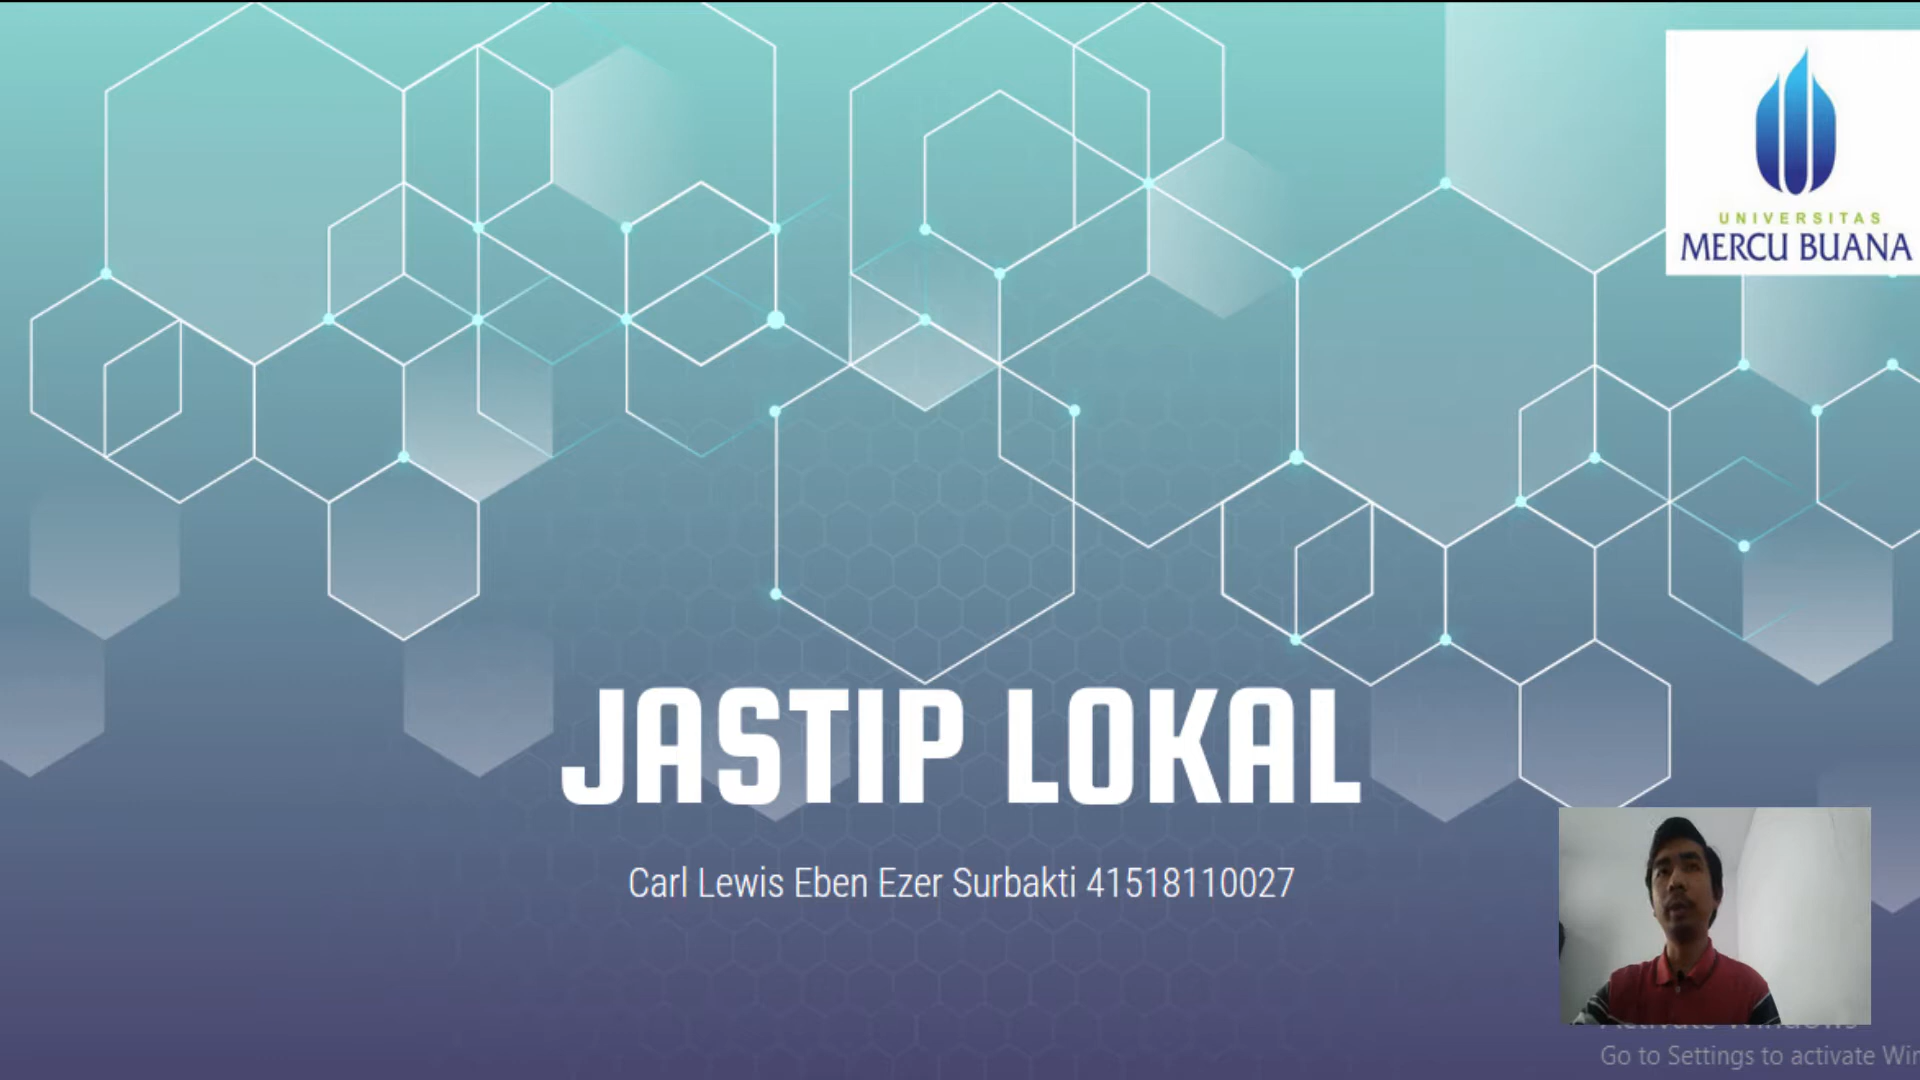 UNIVERSITAS
MERCU BUANA
JASTIP LOKAL
Carl Lewis Eben Ezer Surbakti 41518110027
Go to Settings to activate